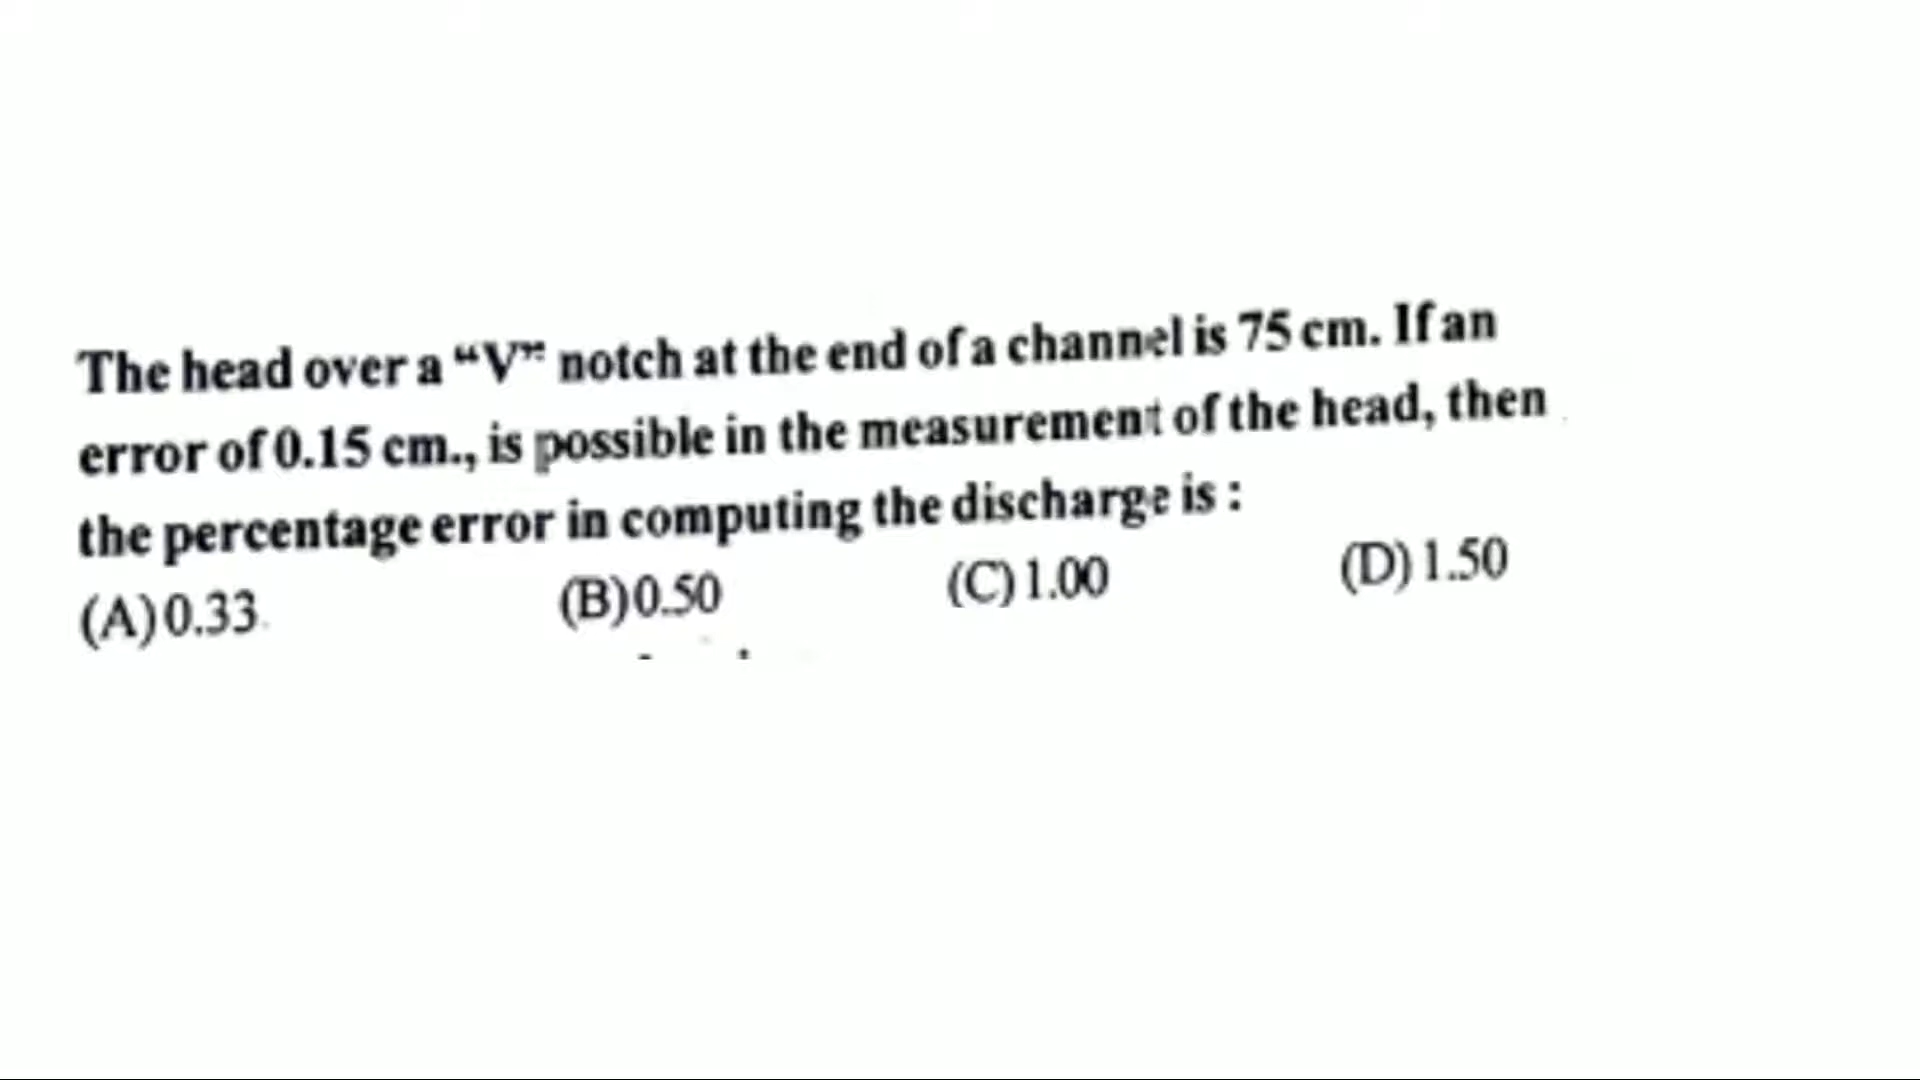 The head over a “V” notch at the end of a channel is 75 cm. If an
error of 0.15 cm., is possible in the measurement of the head, then
the percentage error in computing the discharge is :
(A) 0.33 (B) 0.50 (C) 1.00 (D) 1.50